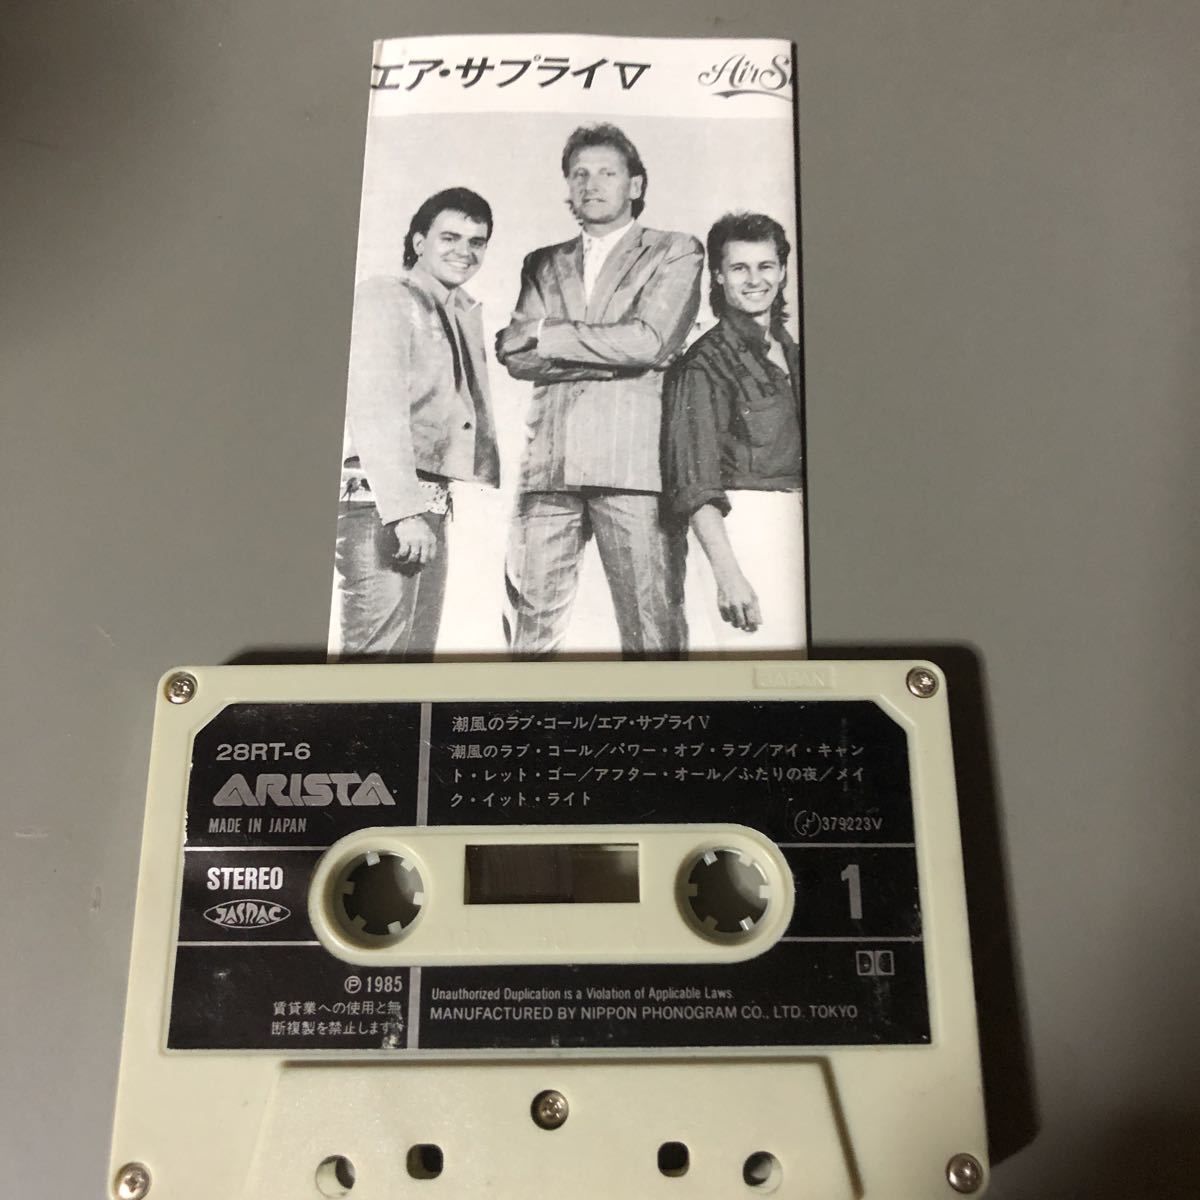 エア・サプライV
AirS
JAPAN
28RT-6
ARISTA
MADE IN JAPAN
潮風のラブ・コール/エア・サプライV
潮風のラブ・コール/パワー・オブ・ラブ/アイ・キャン
ト・レット・ゴー/アフター・オール/ふたりの夜/メイ
ク・イット・ライト
379223V
STEREO
JASRAC
1
100 50 0
Ⓟ1985
賃貸業への使用と無
断複製を禁止します
Unauthorized Duplication is a Violation of Applicable Laws.
MANUFACTURED BY NIPPON PHONOGRAM CO., LTD. TOKYO